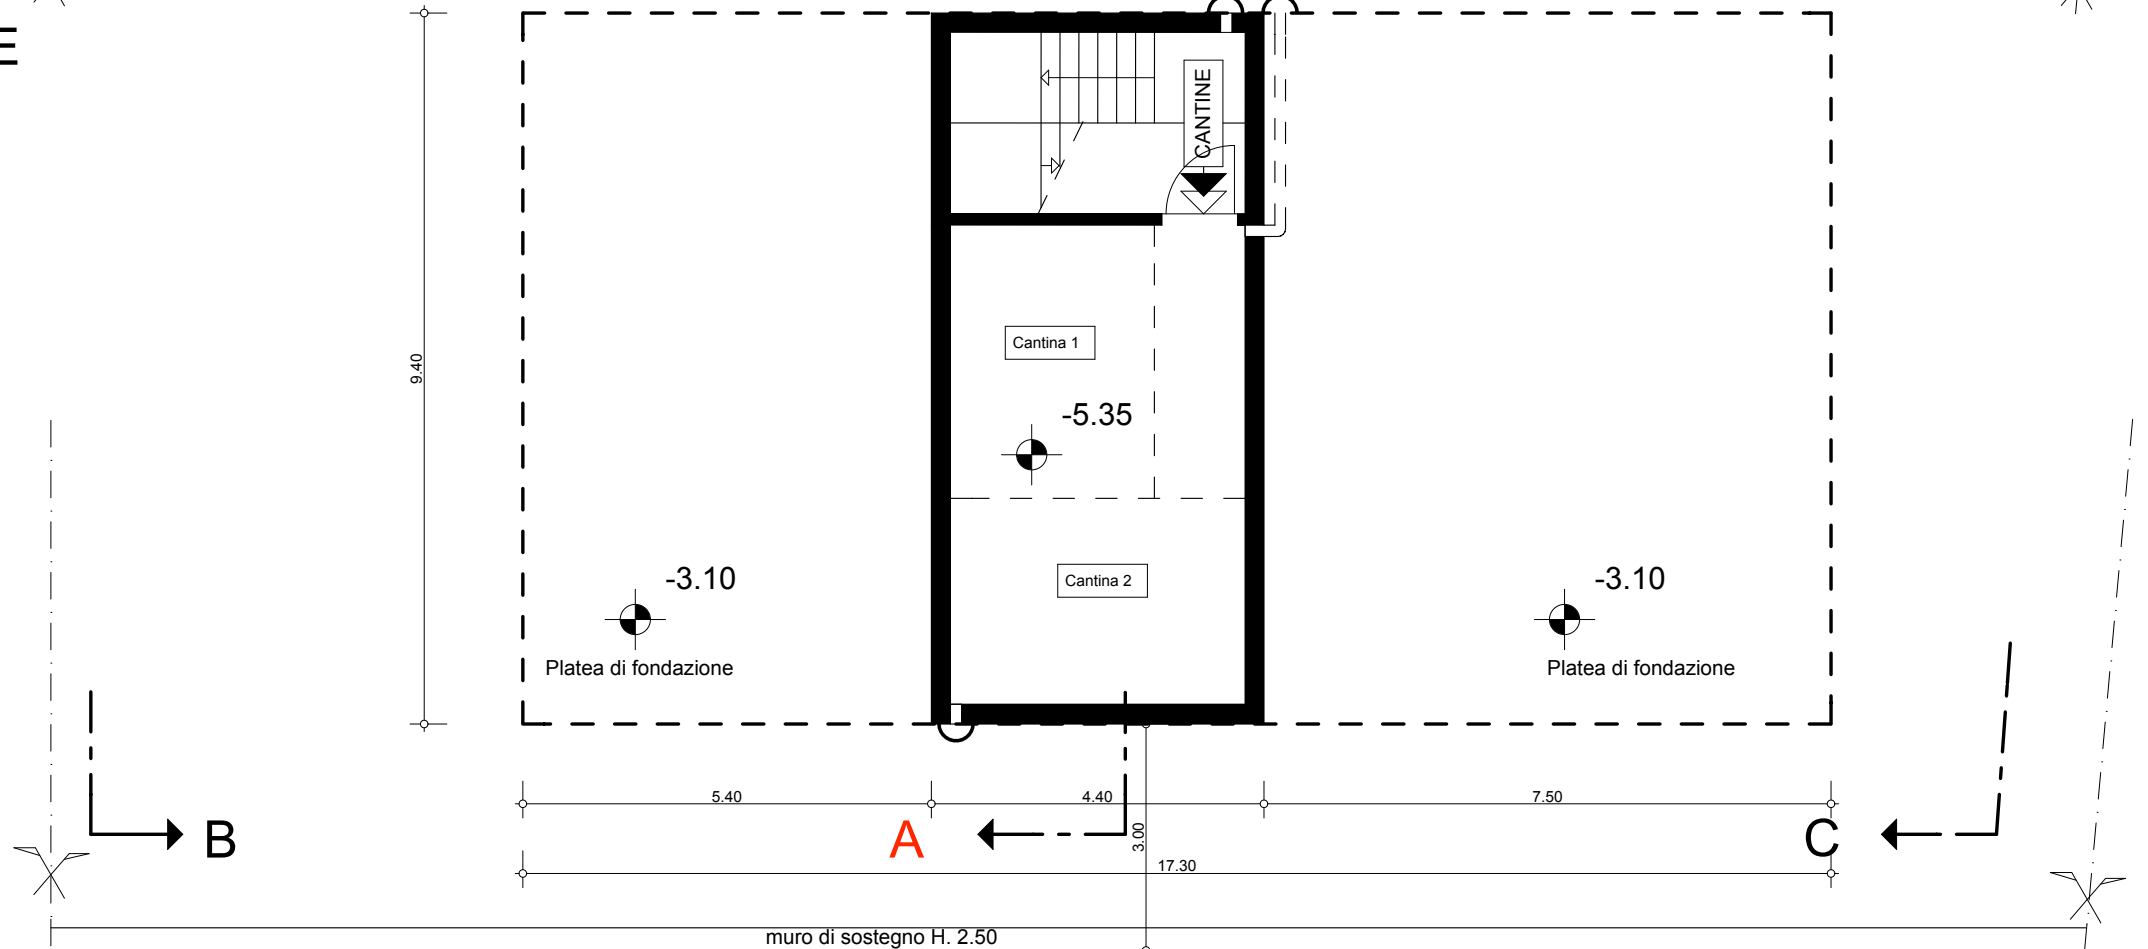 E
CANTINE
Cantina 1
9.40
-5.35
-3.10
Cantina 2
-3.10
Platea di fondazione
Platea di fondazione
5.40
4.40
7.50
B
A
3.00
C
17.30
muro di sostegno H. 2.50